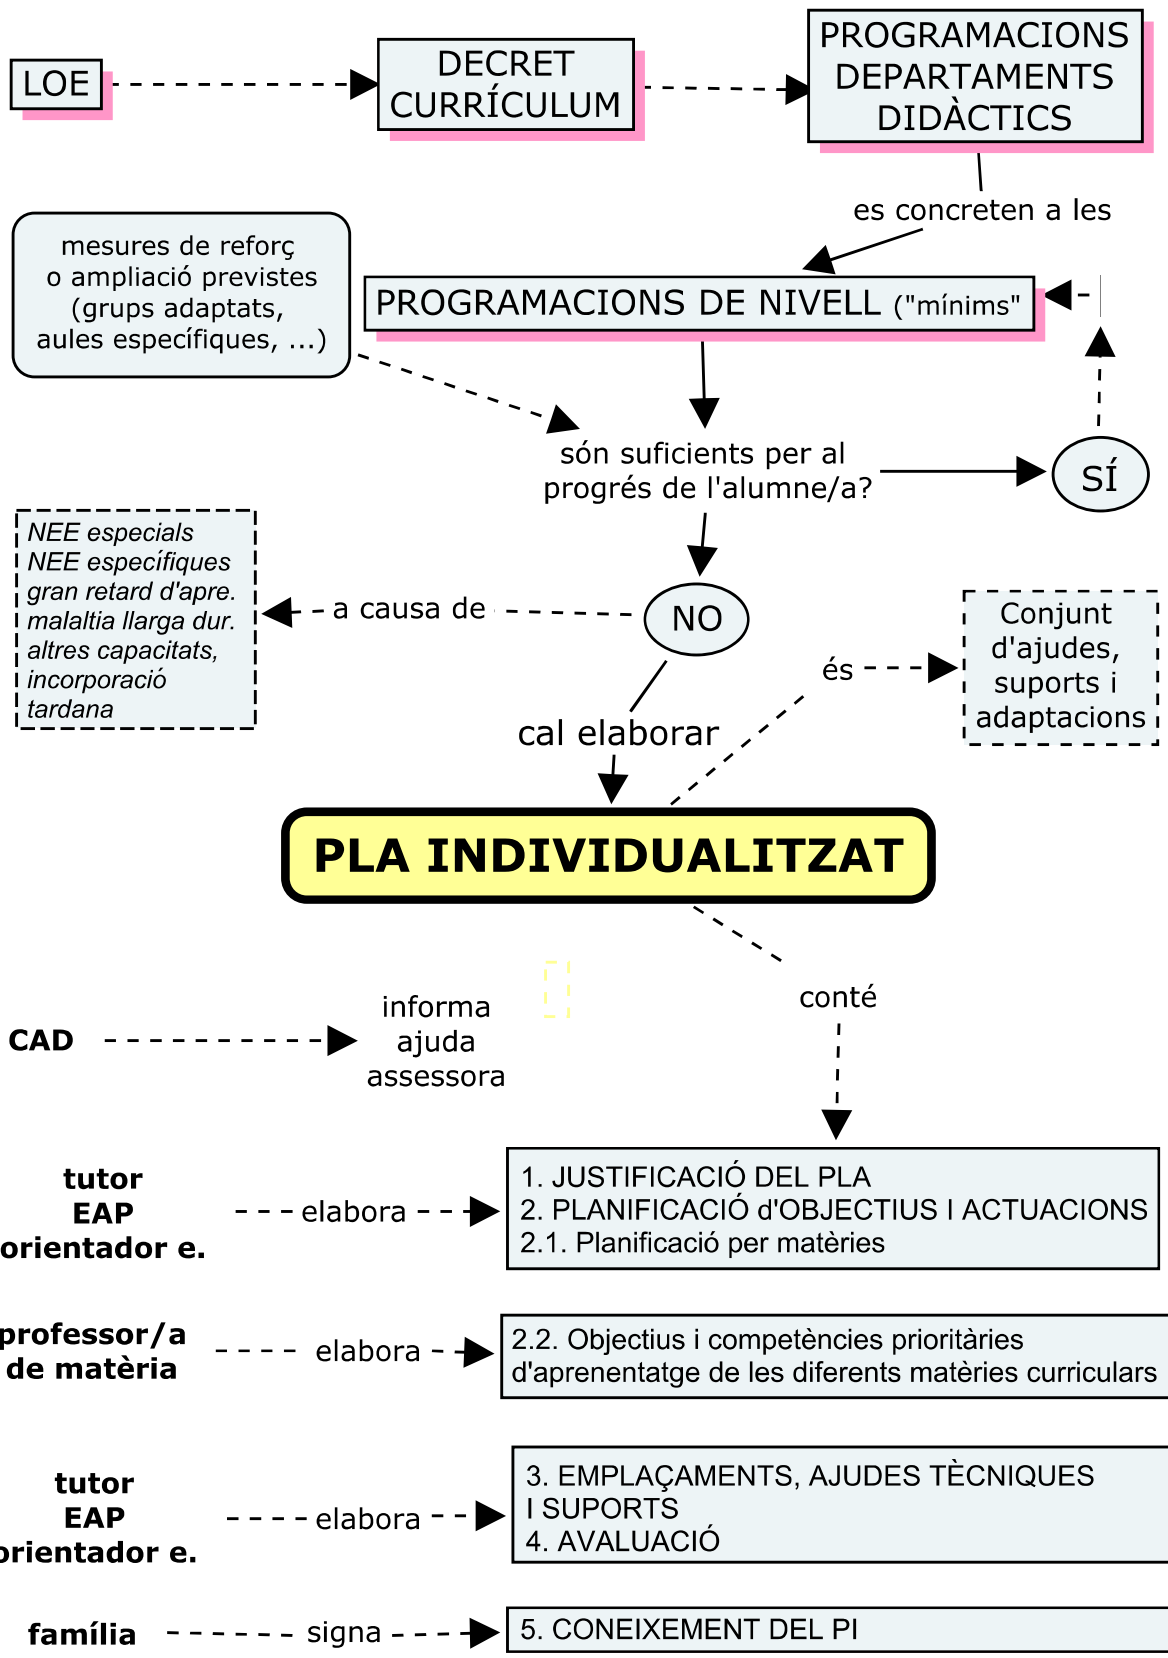 LOE
DECRET
CURRÍCULUM
PROGRAMACIONS
DEPARTAMENTS
DIDÀCTICS
es concreten a les
mesures de reforç
o ampliació previstes
(grups adaptats,
aules específiques, ...)
PROGRAMACIONS DE NIVELL ("mínims"
són suficients per al
progrés de l'alumne/a?
SÍ
NEE especials
NEE específiques
gran retard d'apre.
malaltia llarga dur.
altres capacitats,
incorporació
tardana
a causa de
NO
és
Conjunt
d'ajudes,
suports i
adaptacions
cal elaborar
PLA INDIVIDUALITZAT
conté
CAD
informa
ajuda
assessora
tutor
EAP
orientador e.
elabora
1. JUSTIFICACIÓ DEL PLA
2. PLANIFICACIÓ d'OBJECTIUS I ACTUACIONS
2.1. Planificació per matèries
professor/a
de matèria
elabora
2.2. Objectius i competències prioritàries
d'aprenentatge de les diferents matèries curriculars
tutor
EAP
orientador e.
elabora
3. EMPLAÇAMENTS, AJUDES TÈCNIQUES
I SUPORTS
4. AVALUACIÓ
família
signa
5. CONEIXEMENT DEL PI